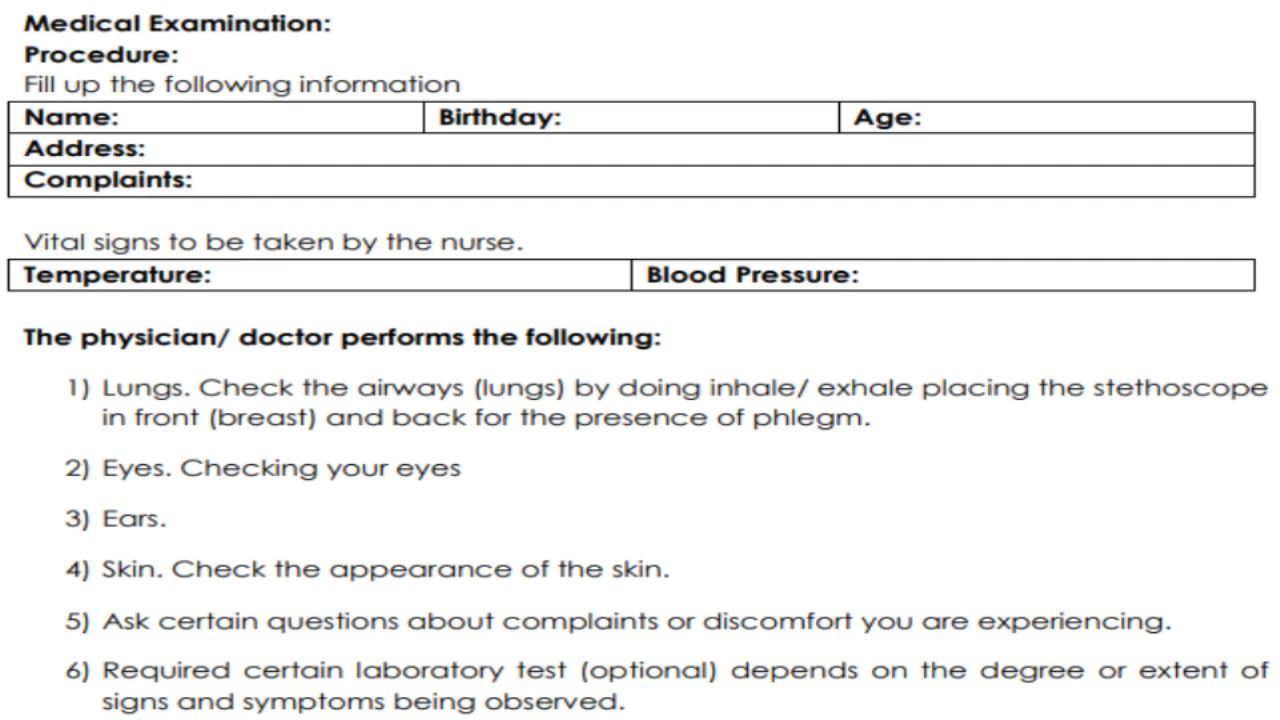 Medical Examination:
Procedure:
Fill up the following information
Name: Birthday: Age:
Address:
Complaints:
Vital signs to be taken by the nurse.
Temperature: Blood Pressure:
The physician/ doctor performs the following:
1) Lungs. Check the airways (lungs) by doing inhale/ exhale placing the stethoscope
in front (breast) and back for the presence of phlegm.
2) Eyes. Checking your eyes
3) Ears.
4) Skin. Check the appearance of the skin.
5) Ask certain questions about complaints or discomfort you are experiencing.
6) Required certain laboratory test (optional) depends on the degree or extent of
signs and symptoms being observed.